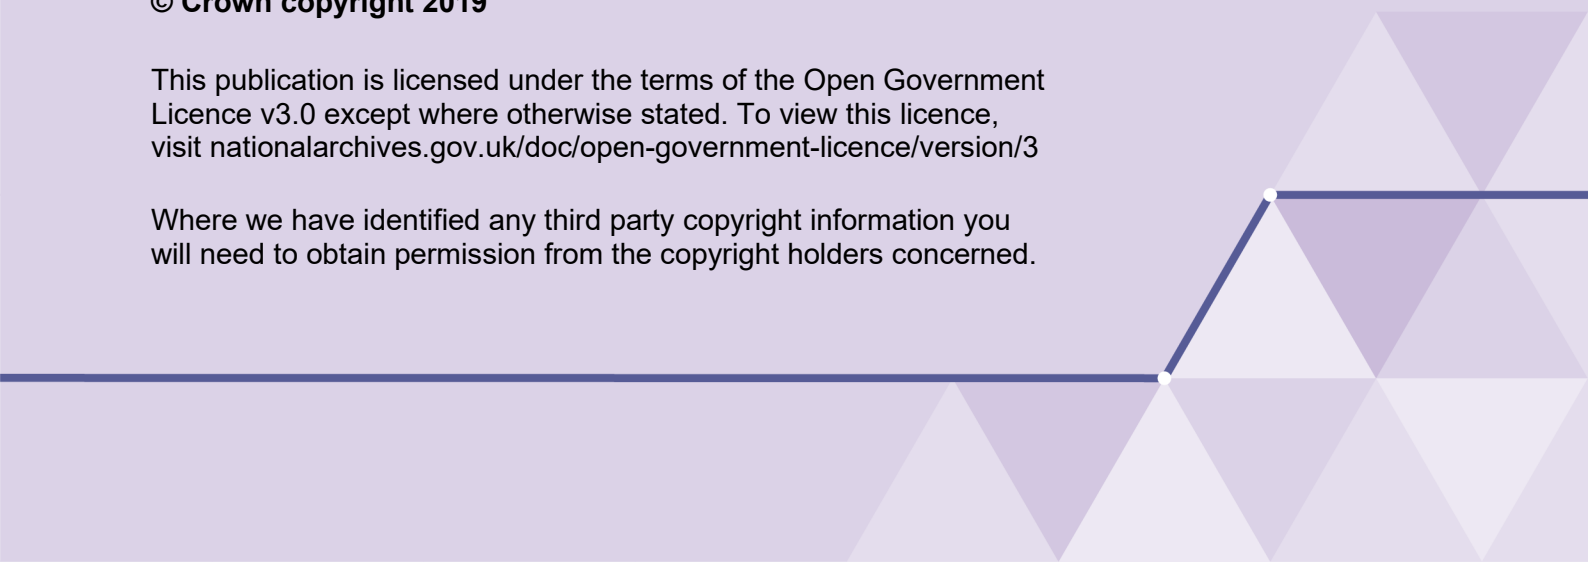 © Crown copyright 2019
This publication is licensed under the terms of the Open Government
Licence v3.0 except where otherwise stated. To view this licence,
visit nationalarchives.gov.uk/doc/open-government-licence/version/3
Where we have identified any third party copyright information you
will need to obtain permission from the copyright holders concerned.